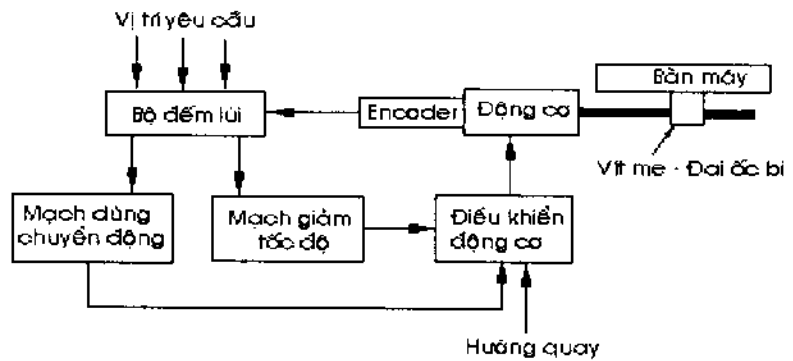 Vị trí yêu cầu
Bàn máy
Bộ đếm lùi
Encoder
Động cơ
Vít me - Đai ốc bi
Mạch dừng
chuyển động
Mạch giảm
tốc độ
Điều khiển
động cơ
Hướng quay